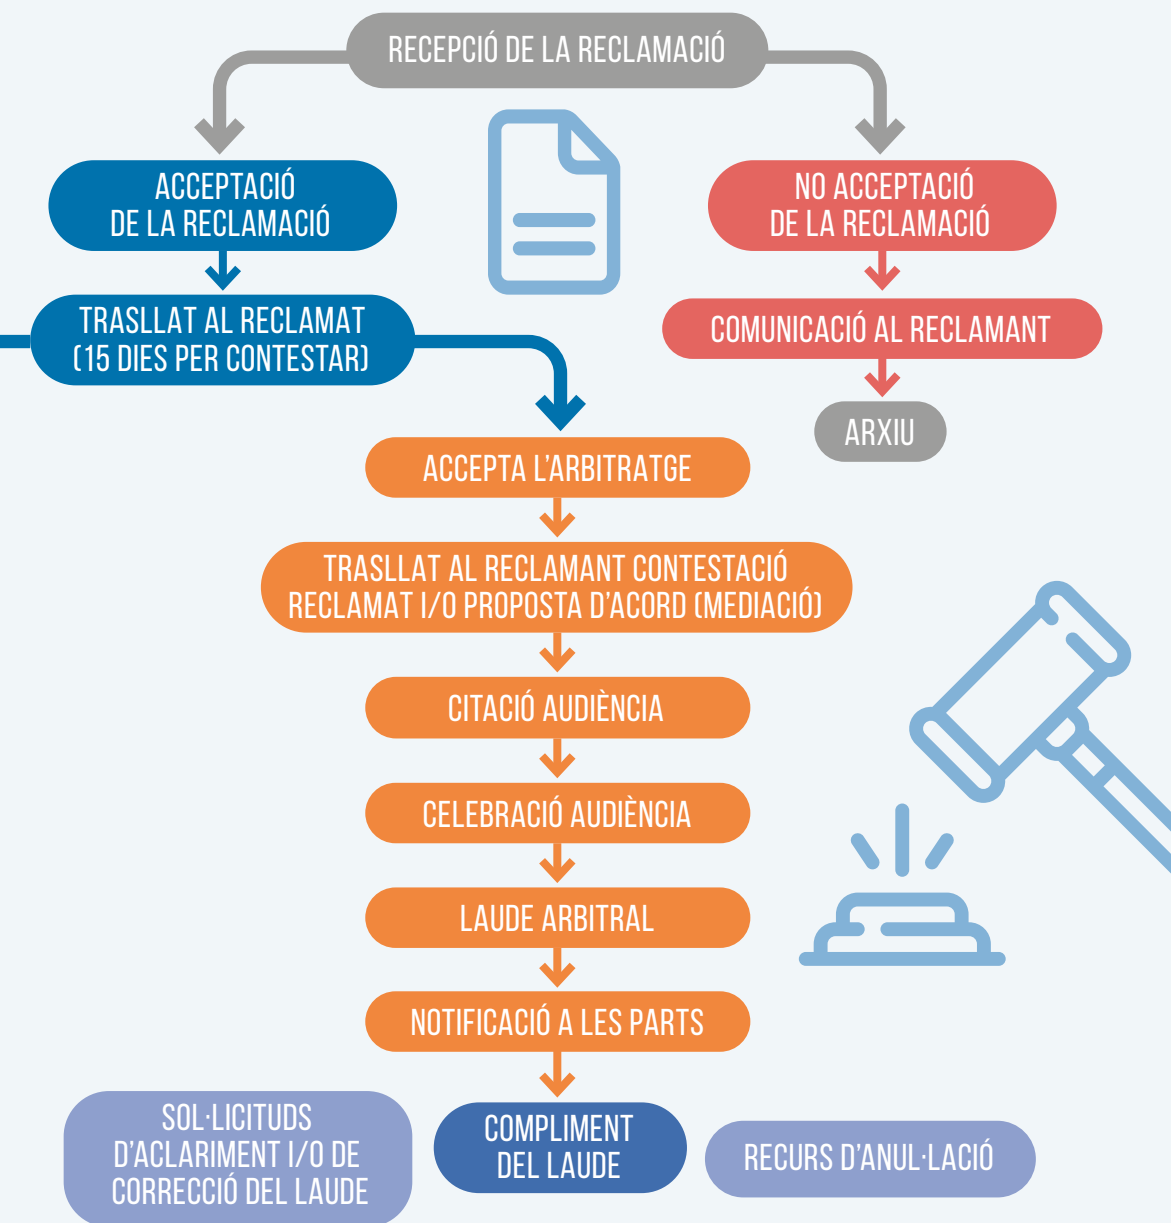 RECEPCIÓ DE LA RECLAMACIÓ
ACCEPTACIÓ
DE LA RECLAMACIÓ
NO ACCEPTACIÓ
DE LA RECLAMACIÓ
TRASLLAT AL RECLAMAT
(15 DIES PER CONTESTAR)
COMUNICACIÓ AL RECLAMANT
ARXIU
ACCEPTA L'ARBITRATGE
TRASLLAT AL RECLAMANT CONTESTACIÓ
RECLAMAT I/O PROPOSTA D'ACORD (MEDIACIÓ)
CITACIÓ AUDIÈNCIA
CELEBRACIÓ AUDIÈNCIA
LAUDE ARBITRAL
NOTIFICACIÓ A LES PARTS
SOL·LICITUDS
D'ACLARIMENT I/O DE
CORRECCIÓ DEL LAUDE
COMPLIMENT
DEL LAUDE
RECURS D'ANUL·LACIÓ